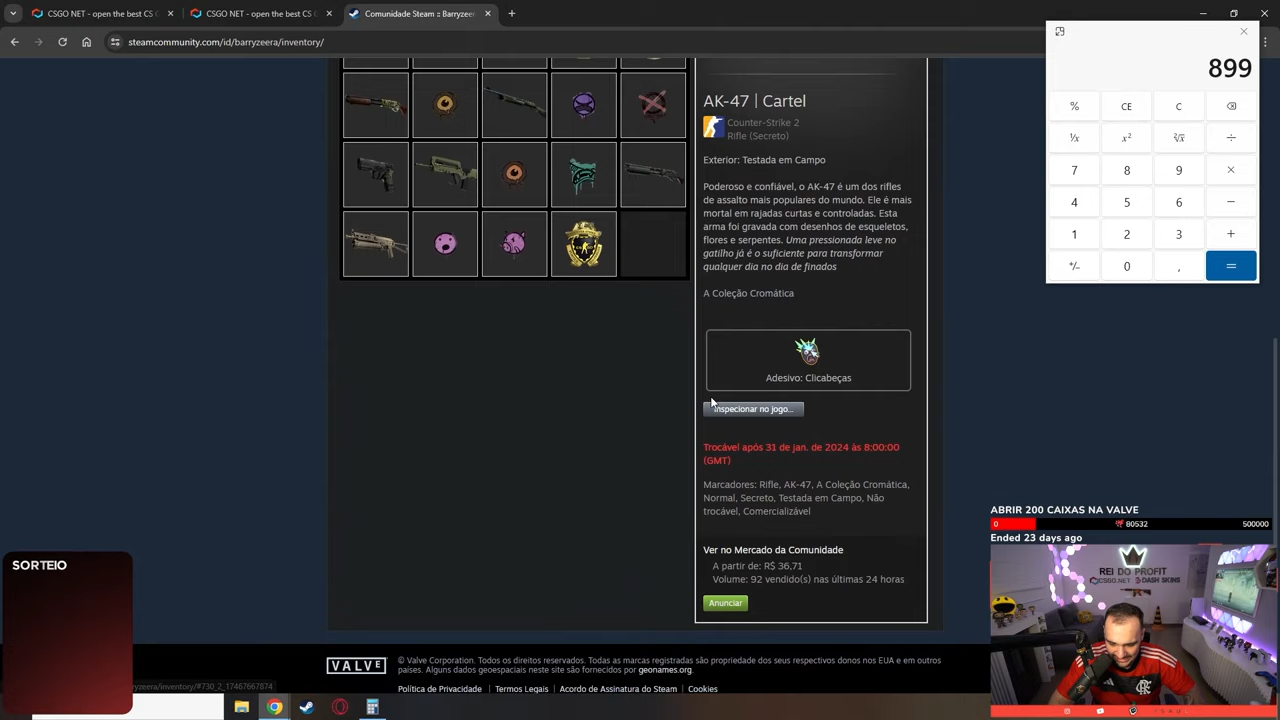 CSGO NET - open the best CS
CSGO NET - open the best CS
Comunidade Steam :: Barryzee
steamcommunity.com/id/barryzeera/inventory/
899
% CE C
7 8 9 ×
4 5 6 −
1 2 3 +
+/- 0 , =
AK-47 | Cartel
Counter-Strike 2
Rifle (Secreto)
Exterior: Testada em Campo
Poderoso e confiável, o AK-47 é um dos rifles
de assalto mais populares do mundo. Ele é mais
mortal em rajadas curtas e controladas. Esta
arma foi gravada com desenhos de esqueletos,
flores e serpentes. Uma pressionada leve no
gatilho já é o suficiente para transformar
qualquer dia no dia de finados
A Coleção Cromática
Adesivo: Clicabeças
Inspecionar no jogo...
Trocável após 31 de jan. de 2024 às 8:00:00
(GMT)
Marcadores: Rifle, AK-47, A Coleção Cromática,
Normal, Secreto, Testada em Campo, Não
trocável, Comercializável
Ver no Mercado da Comunidade
A partir de: R$ 36,71
Volume: 92 vendido(s) nas últimas 24 horas
Anunciar
ABRIR 200 CAIXAS NA VALVE
0 80532 500000
Ended 23 days ago
REI DO PROFIT
CSGO.NET DASH SKINS
SORTEIO
VALVE
© Valve Corporation. Todos os direitos reservados. Todas as marcas registradas são propriedade dos seus respectivos donos nos EUA e em outros
países. Alguns dados geoespaciais neste site são fornecidos por geonames.org.
Política de Privacidade | Termos Legais | Acordo de Assinatura do Steam | Cookies
ryzeera/inventory/#730_2_17467667874